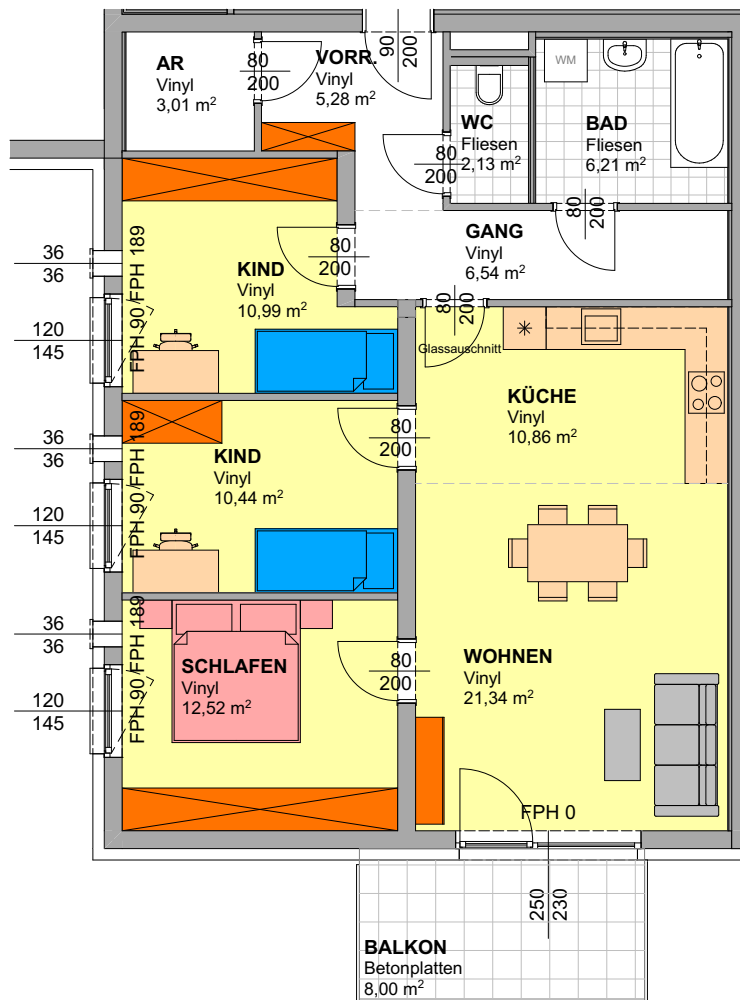 AR
Vinyl
3,01 m²
80
200
VORR.
Vinyl
5,28 m²
90
200
WM
WC
Fliesen
2,13 m²
80
200
BAD
Fliesen
6,21 m²
80
200
GANG
Vinyl
6,54 m²
36
36
FPH 189
KIND
Vinyl
10,99 m²
80
200
120
145
FPH 90
80
200
Glassauschnitt
KÜCHE
Vinyl
10,86 m²
36
36
FPH 189
KIND
Vinyl
10,44 m²
80
200
120
145
FPH 90
36
36
FPH 189
SCHLAFEN
Vinyl
12,52 m²
80
200
WOHNEN
Vinyl
21,34 m²
120
145
FPH 90
FPH 0
250
230
BALKON
Betonplatten
8,00 m²